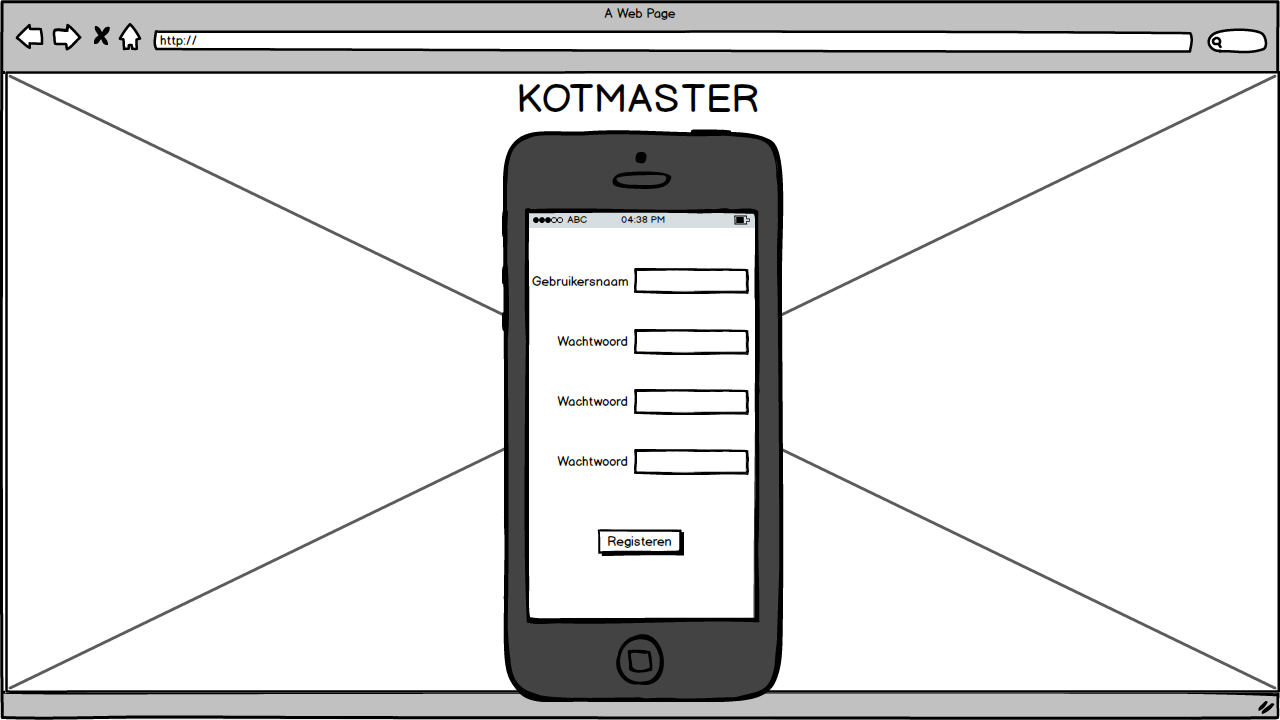 A Web Page
http://
KOTMASTER
ABC 04:38 PM
Gebruikersnaam
Wachtwoord
Wachtwoord
Wachtwoord
Registeren